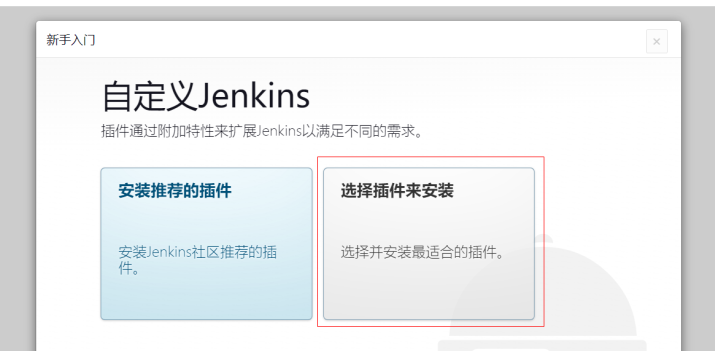 新手入门
×
自定义Jenkins
插件通过附加特性来扩展Jenkins以满足不同的需求。
安装推荐的插件
安装Jenkins社区推荐的插
件。
选择插件来安装
选择并安装最适合的插件。